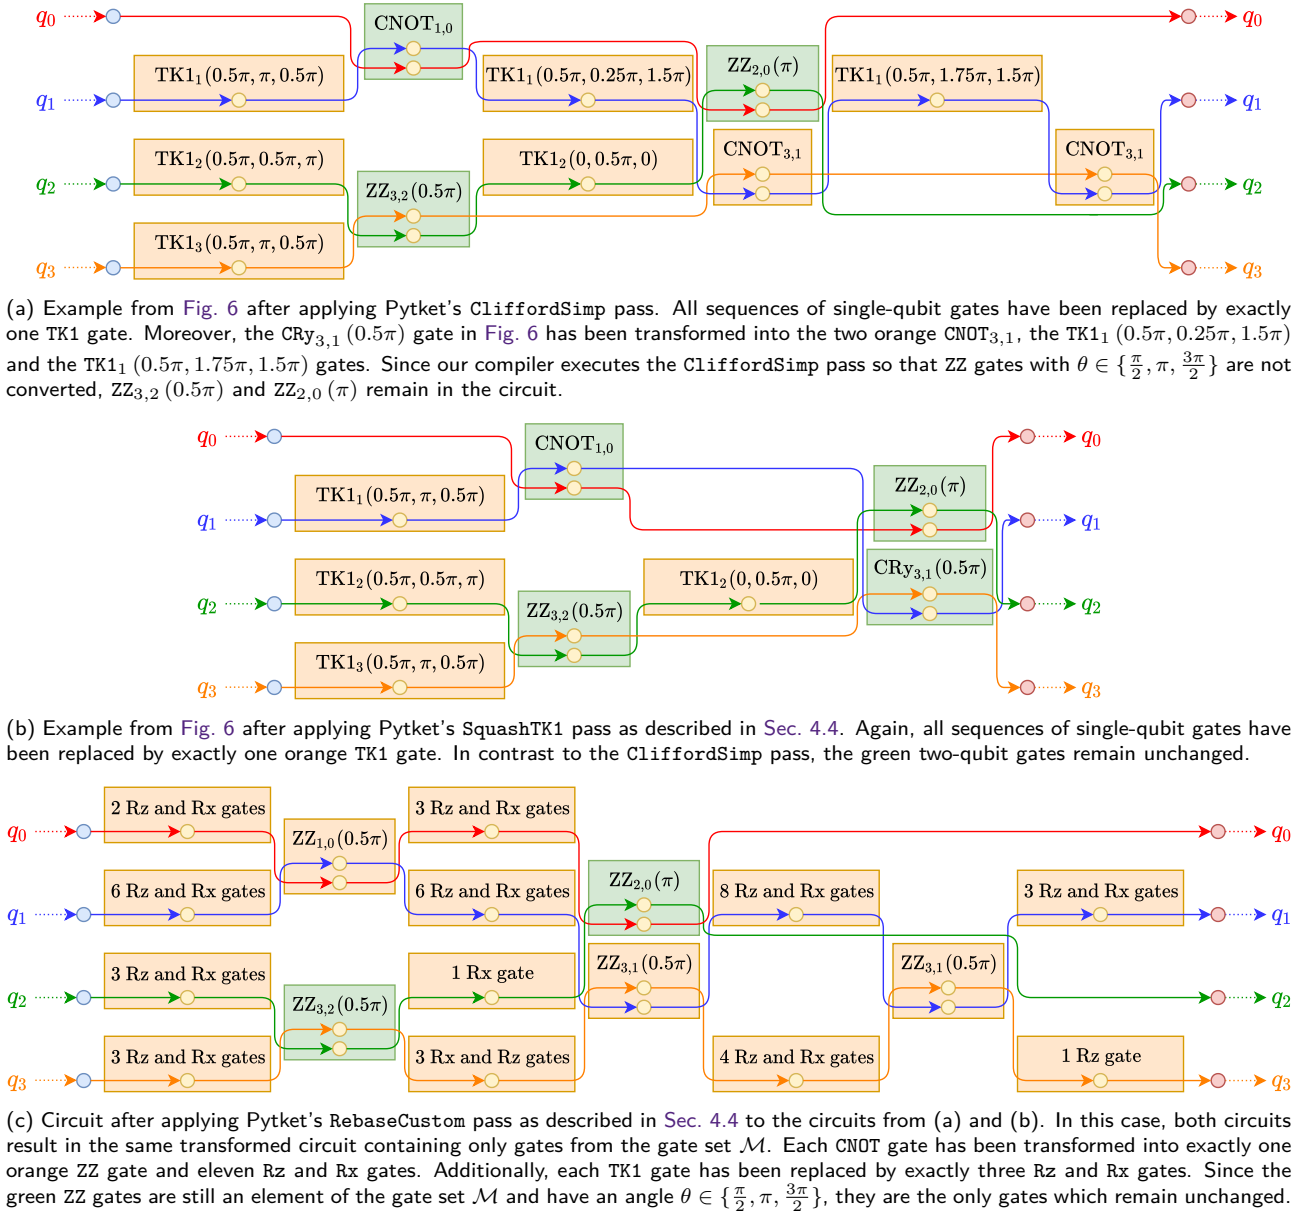 q₀ CNOT₁,₀ q₀
TK1₁(0.5π, π, 0.5π) TK1₁(0.5π, 0.25π, 1.5π) ZZ₂,₀(π) TK1₁(0.5π, 1.75π, 1.5π)
q₁ q₁
TK1₂(0.5π, 0.5π, π) TK1₂(0, 0.5π, 0) CNOT₃,₁ CNOT₃,₁
q₂ ZZ₃,₂(0.5π) q₂
TK1₃(0.5π, π, 0.5π)
q₃ q₃
(a) Example from Fig. 6 after applying Pytket's CliffordSimp pass. All sequences of single-qubit gates have been replaced by exactly
one TK1 gate. Moreover, the CRy₃,₁ (0.5π) gate in Fig. 6 has been transformed into the two orange CNOT₃,₁, the TK1₁ (0.5π, 0.25π, 1.5π)
and the TK1₁ (0.5π, 1.75π, 1.5π) gates. Since our compiler executes the CliffordSimp pass so that ZZ gates with θ ∈ {π/2, π, 3π/2} are not
converted, ZZ₃,₂ (0.5π) and ZZ₂,₀ (π) remain in the circuit.
q₀ CNOT₁,₀ q₀
TK1₁(0.5π, π, 0.5π) ZZ₂,₀(π)
q₁ q₁
TK1₂(0.5π, 0.5π, π) TK1₂(0, 0.5π, 0) CRy₃,₁(0.5π)
q₂ ZZ₃,₂(0.5π) q₂
TK1₃(0.5π, π, 0.5π)
q₃ q₃
(b) Example from Fig. 6 after applying Pytket's SquashTK1 pass as described in Sec. 4.4. Again, all sequences of single-qubit gates have
been replaced by exactly one orange TK1 gate. In contrast to the CliffordSimp pass, the green two-qubit gates remain unchanged.
2 Rz and Rx gates 3 Rz and Rx gates
q₀ ZZ₁,₀(0.5π) q₀
6 Rz and Rx gates 6 Rz and Rx gates ZZ₂,₀(π) 8 Rz and Rx gates 3 Rz and Rx gates
q₁ q₁
3 Rz and Rx gates 1 Rx gate ZZ₃,₁(0.5π) ZZ₃,₁(0.5π)
q₂ ZZ₃,₂(0.5π) q₂
3 Rz and Rx gates 3 Rx and Rz gates 4 Rz and Rx gates 1 Rz gate
q₃ q₃
(c) Circuit after applying Pytket's RebaseCustom pass as described in Sec. 4.4 to the circuits from (a) and (b). In this case, both circuits
result in the same transformed circuit containing only gates from the gate set ℳ. Each CNOT gate has been transformed into exactly one
orange ZZ gate and eleven Rz and Rx gates. Additionally, each TK1 gate has been replaced by exactly three Rz and Rx gates. Since the
green ZZ gates are still an element of the gate set ℳ and have an angle θ ∈ {π/2, π, 3π/2}, they are the only gates which remain unchanged.